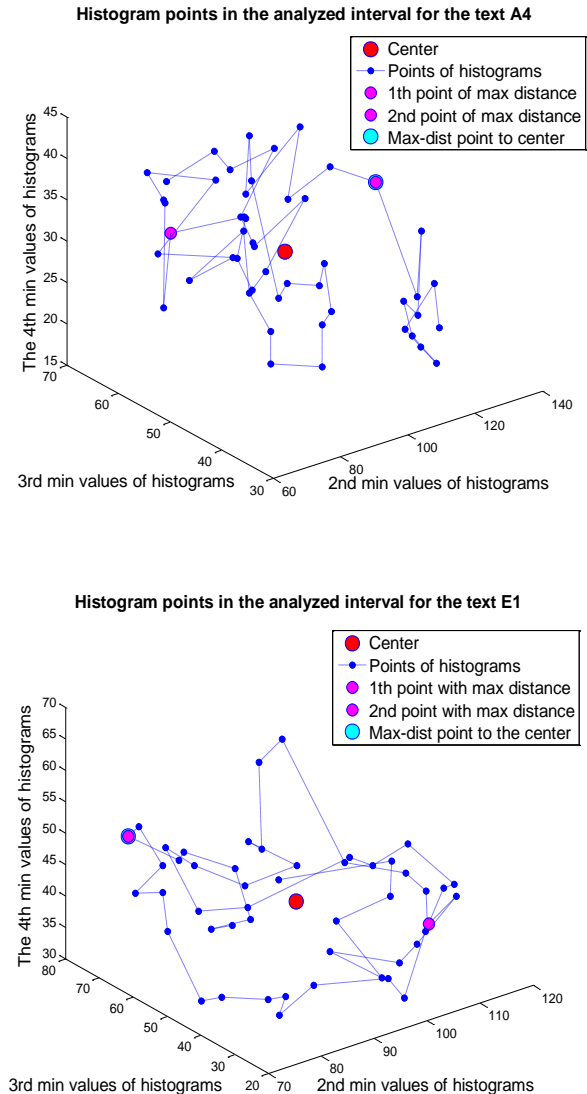 Histogram points in the analyzed interval for the text A4
Center
Points of histograms
1th point of max distance
2nd point of max distance
Max-dist point to center
The 4th min values of histograms
45
40
35
30
25
20
15
70
60
50
40
30
3rd min values of histograms
60
80
100
120
140
2nd min values of histograms
Histogram points in the analyzed interval for the text E1
Center
Points of histograms
1th point with max distance
2nd point with max distance
Max-dist point to the center
The 4th min values of histograms
70
65
60
55
50
45
40
35
30
80
70
60
50
40
30
20
3rd min values of histograms
70
80
90
100
110
120
2nd min values of histograms